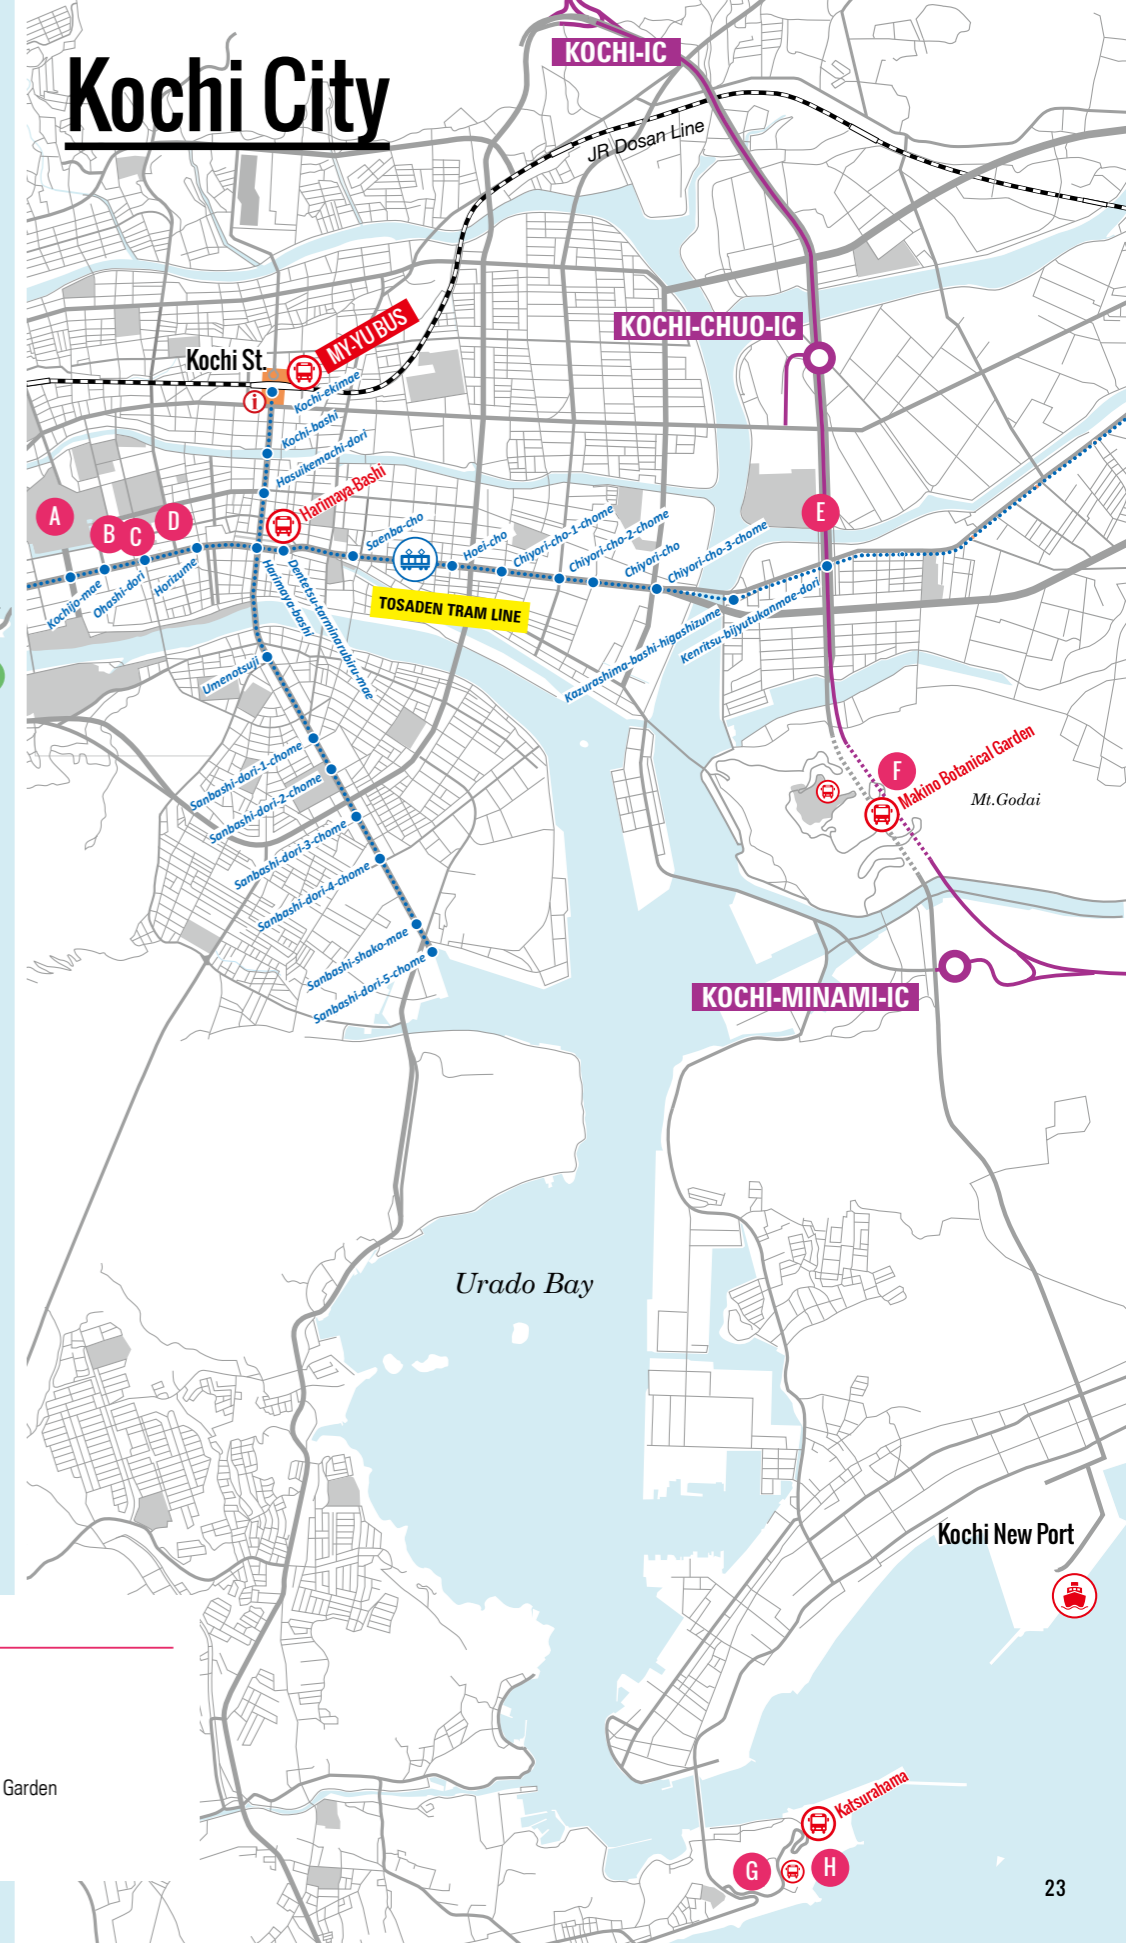 Kochi City
KOCHI-IC
JR Dosan Line
KOCHI-CHUO-IC
MY-YU BUS
Kochi St.
i
Kochi-ekimae
Kochi-bashi
Hasuikemachi-dori
Harimaya-Bashi
A
B
C
D
E
Saenba-cho
Hoei-cho
Chiyori-cho-1-chome
Chiyori-cho-2-chome
Chiyori-cho
Chiyori-cho-3-chome
Kochijo-mae
Ohashi-dori
Horizume
Harimaya-bashi
Dentetsu-tarminarubiru-mae
TOSADEN TRAM LINE
Kazurashima-bashi-higashizume
Kenritsu-bijyutukanmae-dori
Umenotsuji
Sanbashi-dori-1-chome
Sanbashi-dori-2-chome
Sanbashi-dori-3-chome
Sanbashi-dori-4-chome
Sanbashi-shako-mae
Sanbashi-dori-5-chome
F
Makino Botanical Garden
Mt.Godai
KOCHI-MINAMI-IC
Urado Bay
Kochi New Port
Garden
Katsurahama
G
H
23